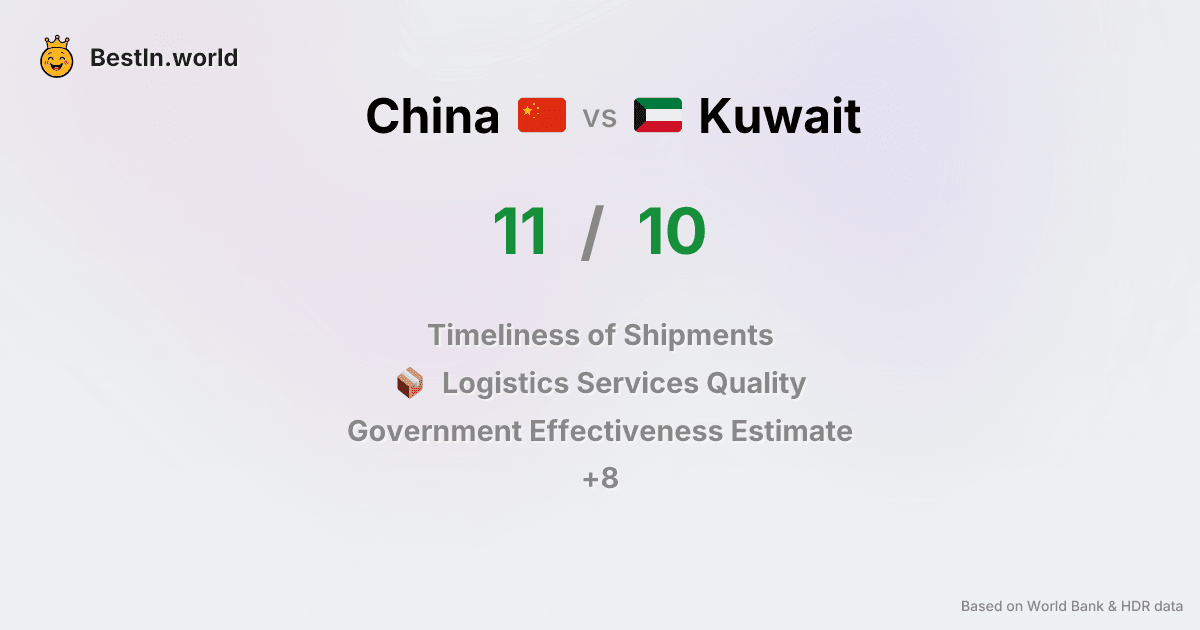 BestIn.world
China vs Kuwait
11 / 10
Timeliness of Shipments
Logistics Services Quality
Government Effectiveness Estimate
+8
Based on World Bank & HDR data